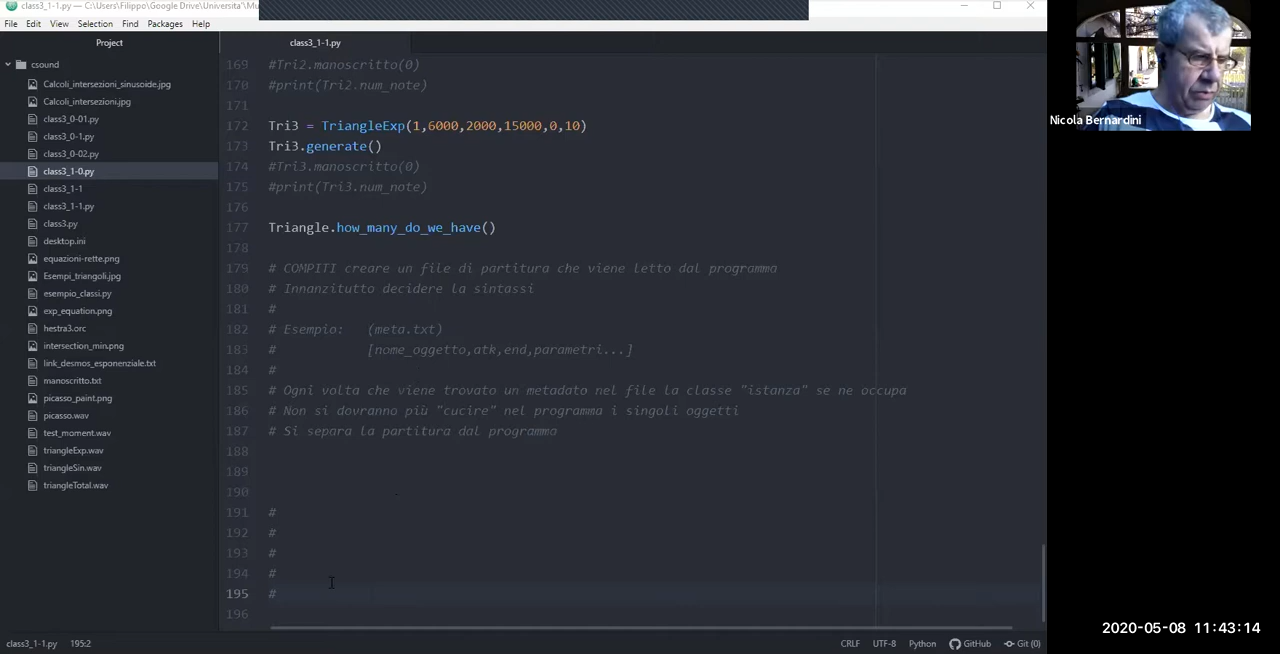 class3_1-1.py — C:\Users\Filippo\Google Drive\Universita'\Mu
File Edit View Selection Find Packages Help
Project
csound
Calcoli_intersezioni_sinusoide.jpg
Calcoli_intersezioni.jpg
class3_0-01.py
class3_0-1.py
class3_0-02.py
class3_1-0.py
class3_1-1
class3_1-1.py
class3.py
desktop.ini
equazioni-rette.png
Esempi_triangoli.jpg
esempio_classi.py
exp_equation.png
hestra3.orc
intersection_min.png
link_desmos_esponenziale.txt
manoscritto.txt
picasso_paint.png
picasso.wav
test_moment.wav
triangleExp.wav
triangleSin.wav
triangleTotal.wav
class3_1-1.py
169 #Tri2.manoscritto(0)
170 #print(Tri2.num_note)
171
172 Tri3 = TriangleExp(1,6000,2000,15000,0,10)
173 Tri3.generate()
174 #Tri3.manoscritto(0)
175 #print(Tri3.num_note)
176
177 Triangle.how_many_do_we_have()
178
179 # COMPITI creare un file di partitura che viene letto dal programma
180 # Innanzitutto decidere la sintassi
181 #
182 # Esempio: (meta.txt)
183 # [nome_oggetto,atk,end,parametri...]
184 #
185 # Ogni volta che viene trovato un metadato nel file la classe "istanza" se ne occupa
186 # Non si dovranno più "cucire" nel programma i singoli oggetti
187 # Si separa la partitura dal programma
188
189
190
191 #
192 #
193 #
194 #
195 #
196
class3_1-1.py 195:2
CRLF UTF-8 Python GitHub Git (0)
Nicola Bernardini
2020-05-08 11:43:14